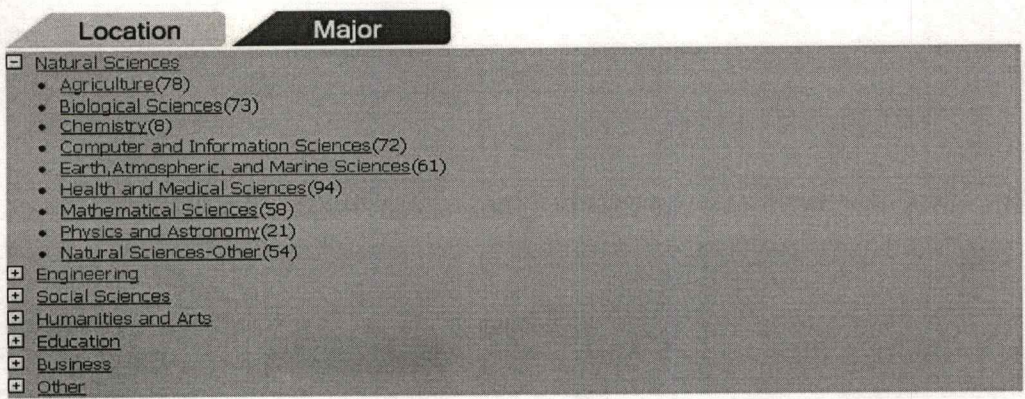 Location Major
Natural Sciences
• Agriculture(78)
• Biological Sciences(73)
• Chemistry(8)
• Computer and Information Sciences(72)
• Earth,Atmospheric, and Marine Sciences(61)
• Health and Medical Sciences(94)
• Mathematical Sciences(58)
• Physics and Astronomy(21)
• Natural Sciences-Other(54)
Engineering
Social Sciences
Humanities and Arts
Education
Business
Other